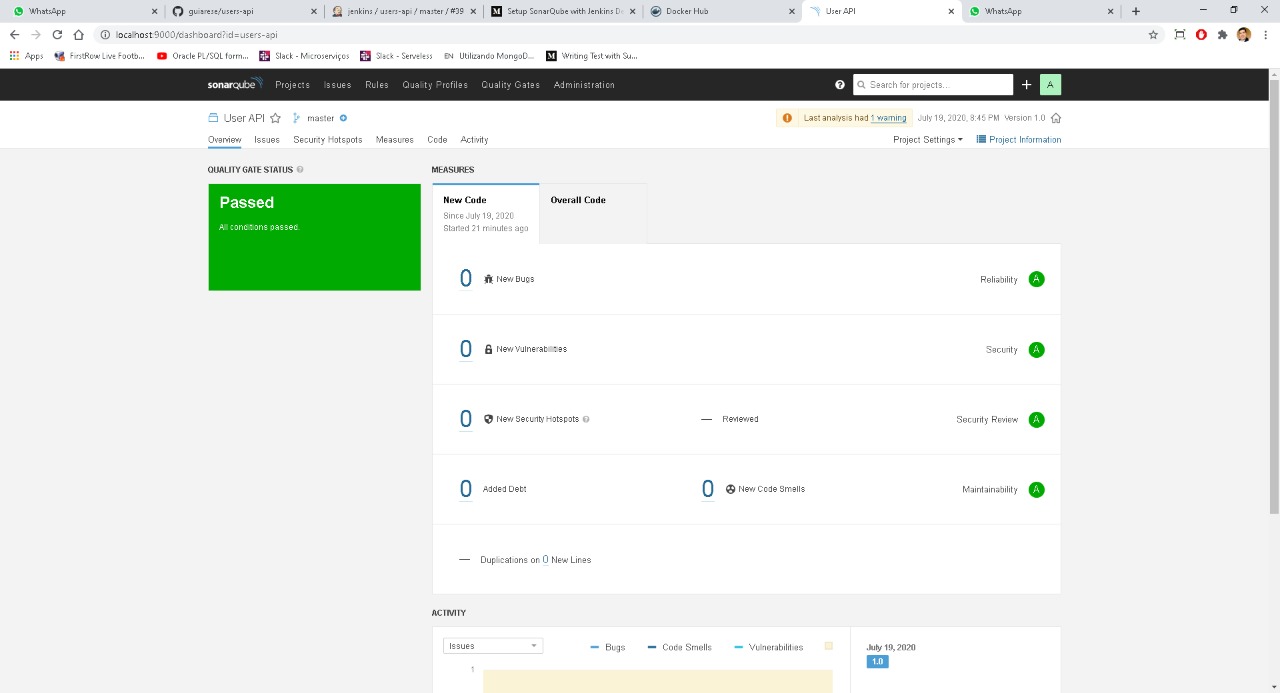 WhatsApp
guiarese/users-api
jenkins / users-api / master / #39
Setup SonarQube with Jenkins De
Docker Hub
User API
WhatsApp
localhost:9000/dashboard?id=users-api
Apps
FirstRow Live Footb...
Oracle PL/SQL form...
Slack - Microserviços
Slack - Serveless
EN Utilizando MongoD...
Writing Test with Su...
sonarqube
Projects
Issues
Rules
Quality Profiles
Quality Gates
Administration
Search for projects...
A
User API
master
Last analysis had 1 warning
July 19, 2020, 8:45 PM Version 1.0
Overview
Issues
Security Hotspots
Measures
Code
Activity
Project Settings
Project Information
QUALITY GATE STATUS
MEASURES
Passed
All conditions passed.
New Code
Since July 19, 2020
Started 21 minutes ago
Overall Code
0 New Bugs
Reliability A
0 New Vulnerabilities
Security A
0 New Security Hotspots
— Reviewed
Security Review A
0 Added Debt
0 New Code Smells
Maintainability A
— Duplications on 0 New Lines
ACTIVITY
Issues
Bugs
Code Smells
Vulnerabilities
July 19, 2020
1.0
1